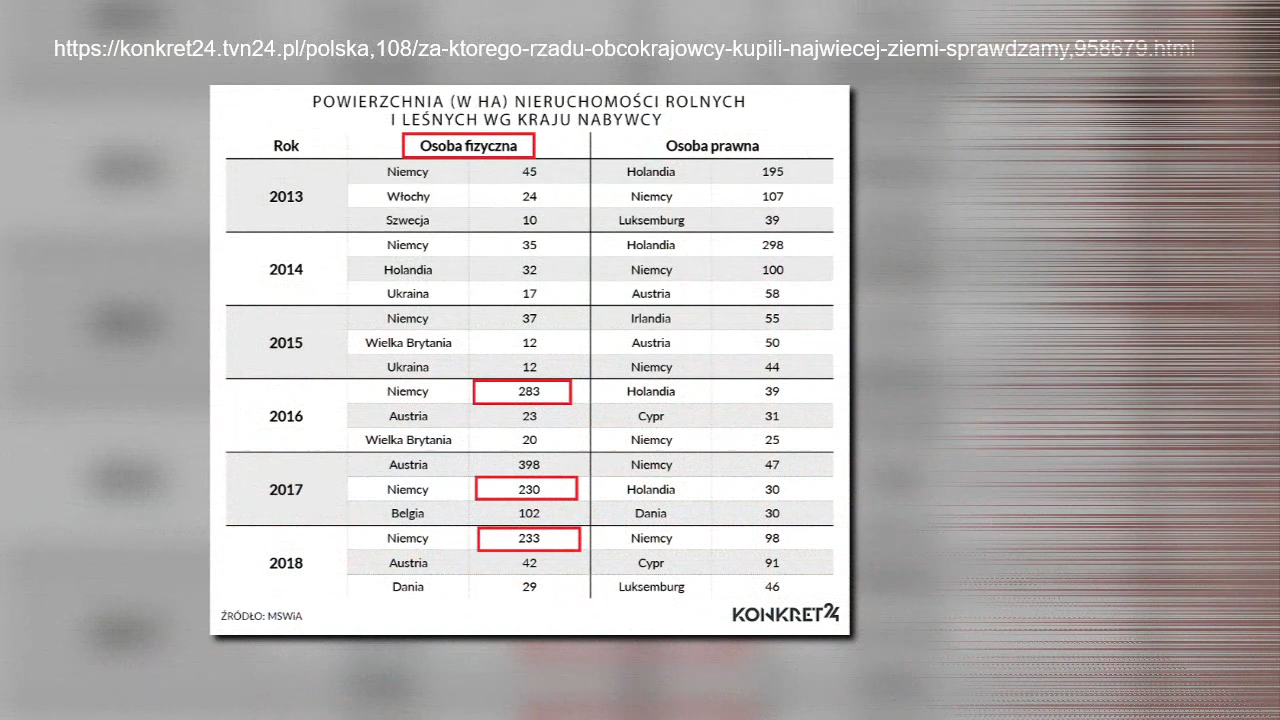 https://konkret24.tvn24.pl/polska,108/za-ktorego-rzadu-obcokrajowcy-kupili-najwiecej-ziemi-sprawdzamy,958679.html
POWIERZCHNIA (W HA) NIERUCHOMOŚCI ROLNYCH
I LEŚNYCH WG KRAJU NABYWCY
Rok Osoba fizyczna Osoba prawna
Niemcy 45 Holandia 195
2013 Włochy 24 Niemcy 107
Szwecja 10 Luksemburg 39
Niemcy 35 Holandia 298
2014 Holandia 32 Niemcy 100
Ukraina 17 Austria 58
Niemcy 37 Irlandia 55
2015 Wielka Brytania 12 Austria 50
Ukraina 12 Niemcy 44
Niemcy 283 Holandia 39
2016 Austria 23 Cypr 31
Wielka Brytania 20 Niemcy 25
Austria 398 Niemcy 47
2017 Niemcy 230 Holandia 30
Belgia 102 Dania 30
Niemcy 233 Niemcy 98
2018 Austria 42 Cypr 91
Dania 29 Luksemburg 46
ŹRÓDŁO: MSWiA KONKRET24